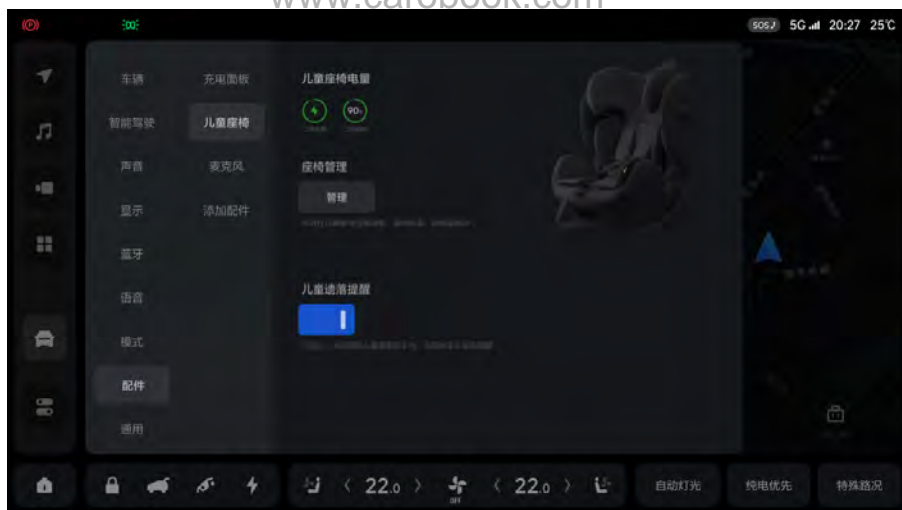 www.carobook.com
SOS 5G 20:27 25℃
车辆
智能驾驶
声音
显示
蓝牙
语音
模式
配件
通用
充电面板
儿童座椅
麦克风
添加配件
儿童座椅电量
90%
座椅管理
管理
儿童遗落提醒
22.0
OFF
22.0
自动灯光
纯电优先
特殊路况